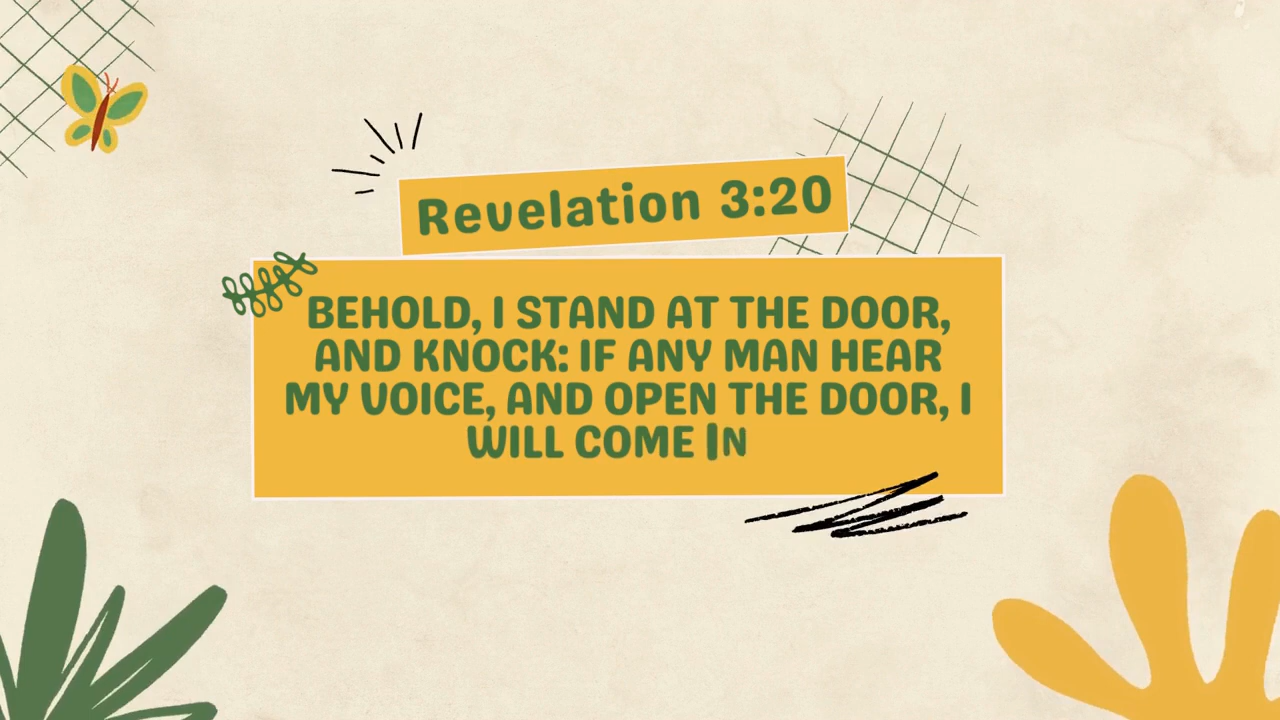 Revelation 3:20
BEHOLD, I STAND AT THE DOOR,
AND KNOCK: IF ANY MAN HEAR
MY VOICE, AND OPEN THE DOOR, I
WILL COME IN